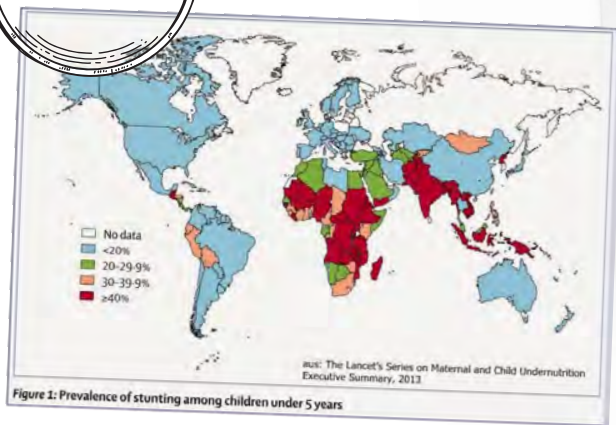 No data
<20%
20-29·9%
30-39·9%
≥40%
aus: The Lancet's Series on Maternal and Child Undernutrition
Executive Summary, 2013
Figure 1: Prevalence of stunting among children under 5 years